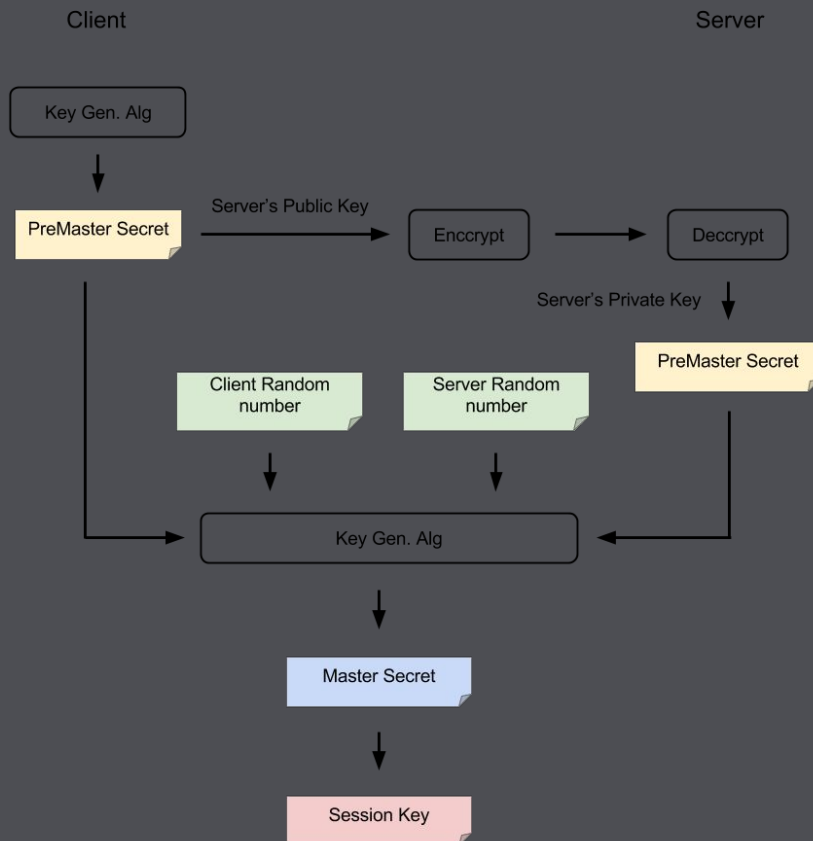 Client
Server
Key Gen. Alg
Server's Public Key
PreMaster Secret
Enccrypt
Deccrypt
Server's Private Key
PreMaster Secret
Client Random
number
Server Random
number
Key Gen. Alg
Master Secret
Session Key